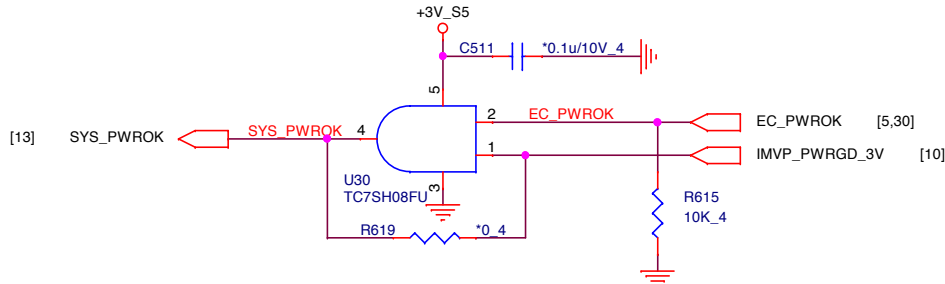 +3V_S5
C511 *0.1u/10V_4
5
[13] SYS_PWROK SYS_PWROK 4 2 EC_PWROK EC_PWROK [5,30]
1 IMVP_PWRGD_3V [10]
U30
TC7SH08FU
3
R615
10K_4
R619 *0_4